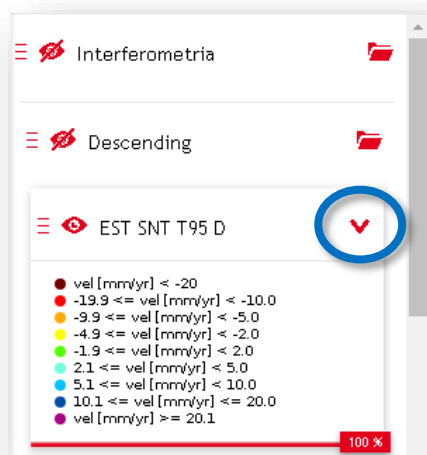 Interferometria
Descending
EST SNT T95 D
vel [mm/yr] < -20
-19.9 <= vel [mm/yr] < -10.0
-9.9 <= vel [mm/yr] < -5.0
-4.9 <= vel [mm/yr] < -2.0
-1.9 <= vel [mm/yr] < 2.0
2.1 <= vel [mm/yr] < 5.0
5.1 <= vel [mm/yr] < 10.0
10.1 <= vel [mm/yr] <= 20.0
vel [mm/yr] >= 20.1
100 %